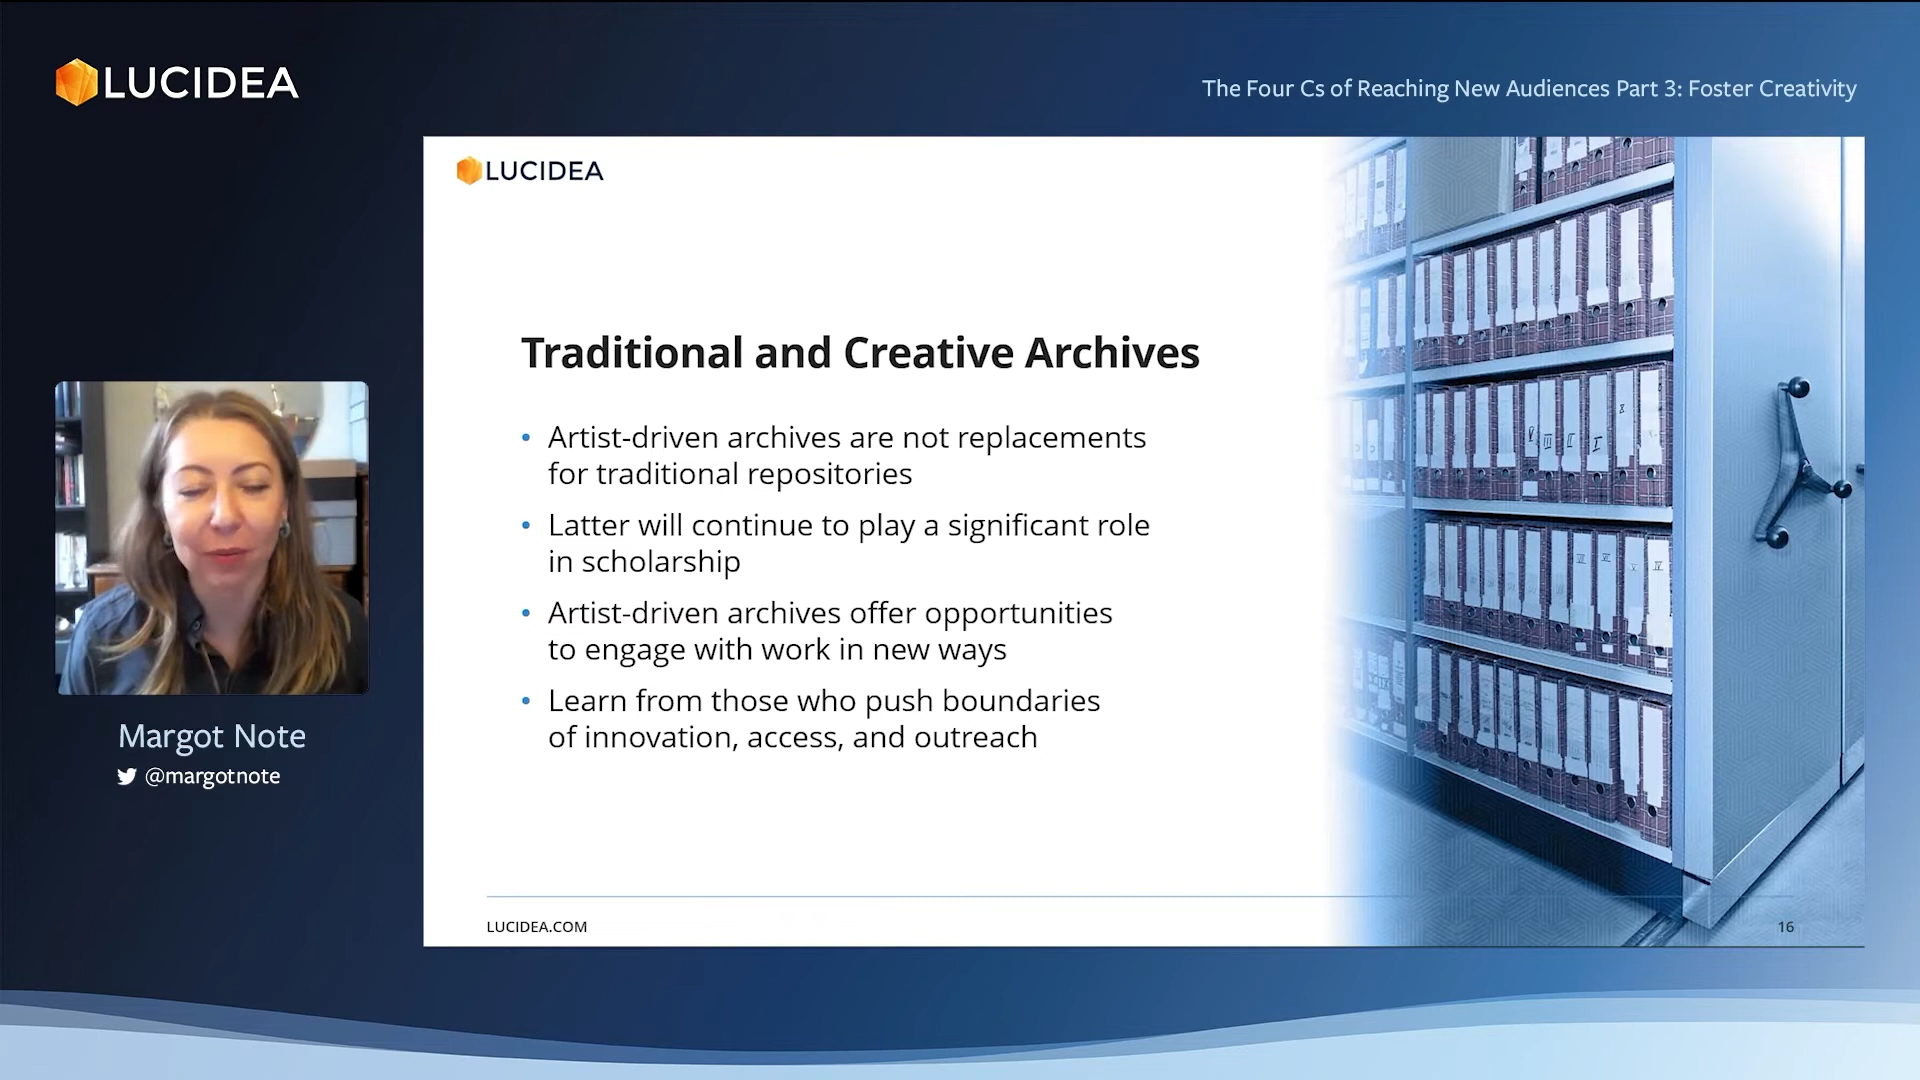 LUCIDEA
The Four Cs of Reaching New Audiences Part 3: Foster Creativity
LUCIDEA
Traditional and Creative Archives
• Artist-driven archives are not replacements
for traditional repositories
• Latter will continue to play a significant role
in scholarship
• Artist-driven archives offer opportunities
to engage with work in new ways
• Learn from those who push boundaries
of innovation, access, and outreach
Margot Note
@margotnote
LUCIDEA.COM
16